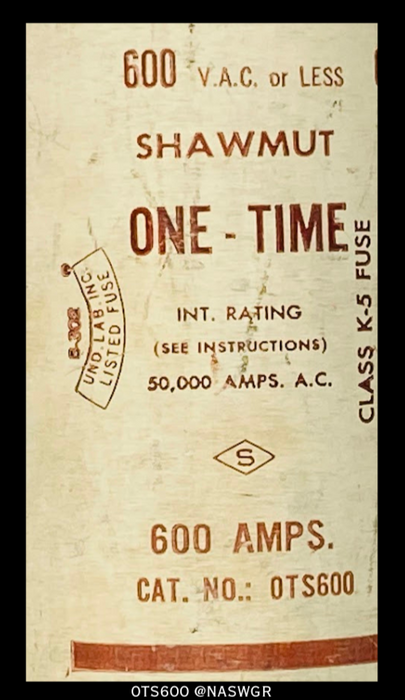 600 V.A.C. or LESS
SHAWMUT
ONE - TIME
INT. RATING
(SEE INSTRUCTIONS)
50,000 AMPS. A.C.
CLASS K-5 FUSE
UND. LAB. INC.
LISTED FUSE
S
600 AMPS.
CAT. NO.: OTS600
OTS600 @NASWGR